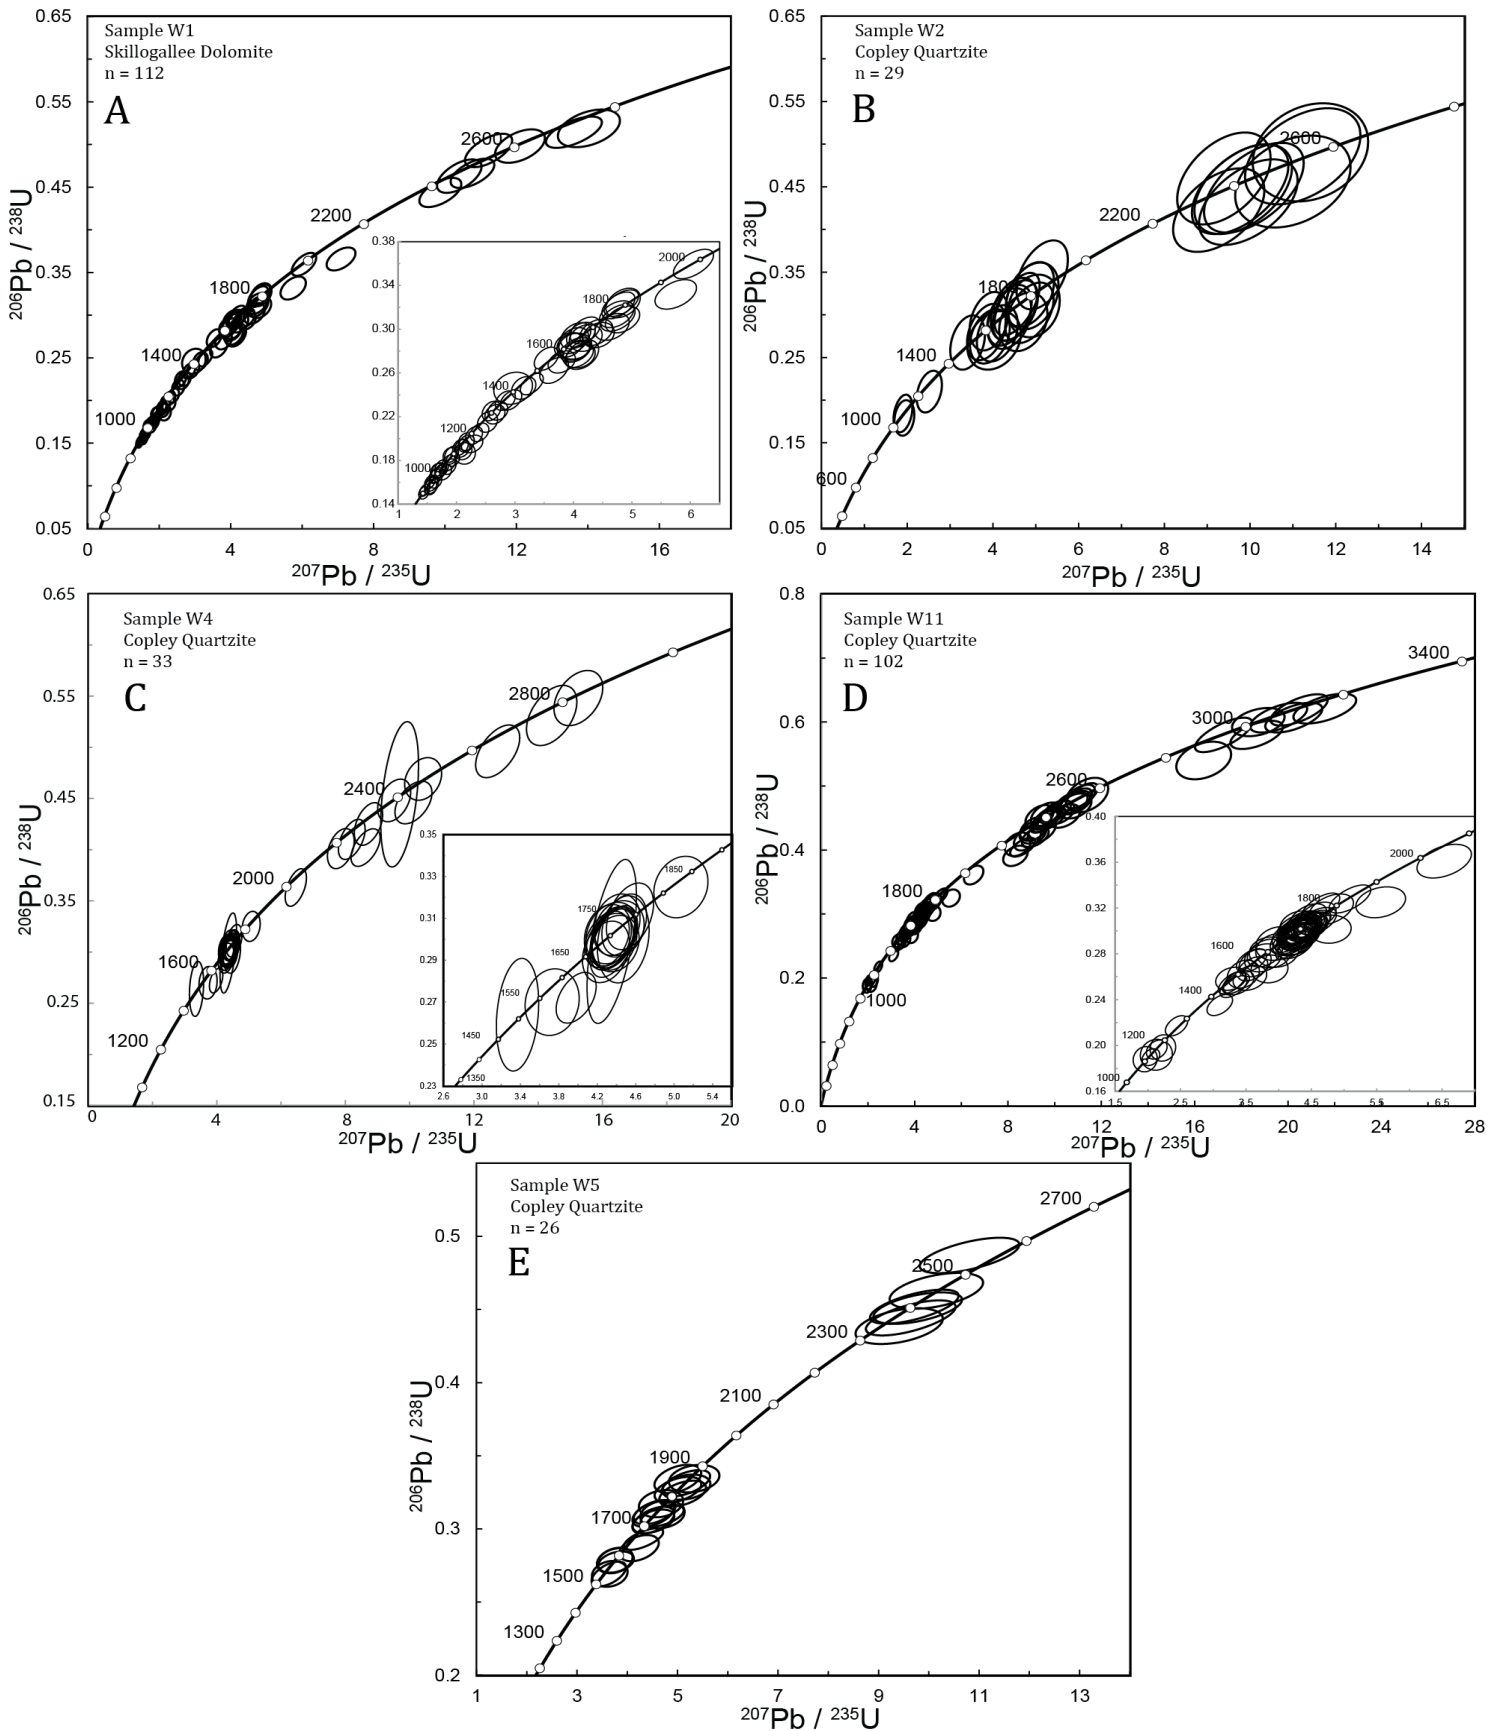 Sample W1
Skillogallee Dolomite
n = 112
A
0.65
0.55
0.45
0.35
0.25
0.15
0.05
206Pb / 238U
2600
2200
1800
1400
1000
0.38
0.34
0.30
0.26
0.22
0.18
0.14
2000
1800
1600
1400
1200
1000
1 2 3 4 5 6
0 4 8 12 16
207Pb / 235U
Sample W2
Copley Quartzite
n = 29
B
0.65
0.55
0.45
0.35
0.25
0.15
0.05
206Pb / 238U
2600
2200
1800
1400
1000
600
0 2 4 6 8 10 12 14
207Pb / 235U
Sample W4
Copley Quartzite
n = 33
C
0.65
0.55
0.45
0.35
0.25
0.15
206Pb / 238U
2800
2400
2000
1600
1200
0.35
0.33
0.31
0.29
0.27
0.25
0.23
1850
1750
1650
1550
1450
1350
2.6 3.0 3.4 3.8 4.2 4.6 5.0 5.4
0 4 8 12 16 20
207Pb / 235U
Sample W11
Copley Quartzite
n = 102
D
0.8
0.6
0.4
0.2
0.0
206Pb / 238U
3400
3000
2600
1800
1000
0.40
0.36
0.32
0.28
0.24
0.20
0.16
2000
1800
1600
1400
1200
1000
1.5 2.5 3.5 4.5 5.5 6.5
0 4 8 12 16 20 24 28
207Pb / 235U
Sample W5
Copley Quartzite
n = 26
E
0.5
0.4
0.3
0.2
206Pb / 238U
2700
2500
2300
2100
1900
1700
1500
1300
1 3 5 7 9 11 13
207Pb / 235U